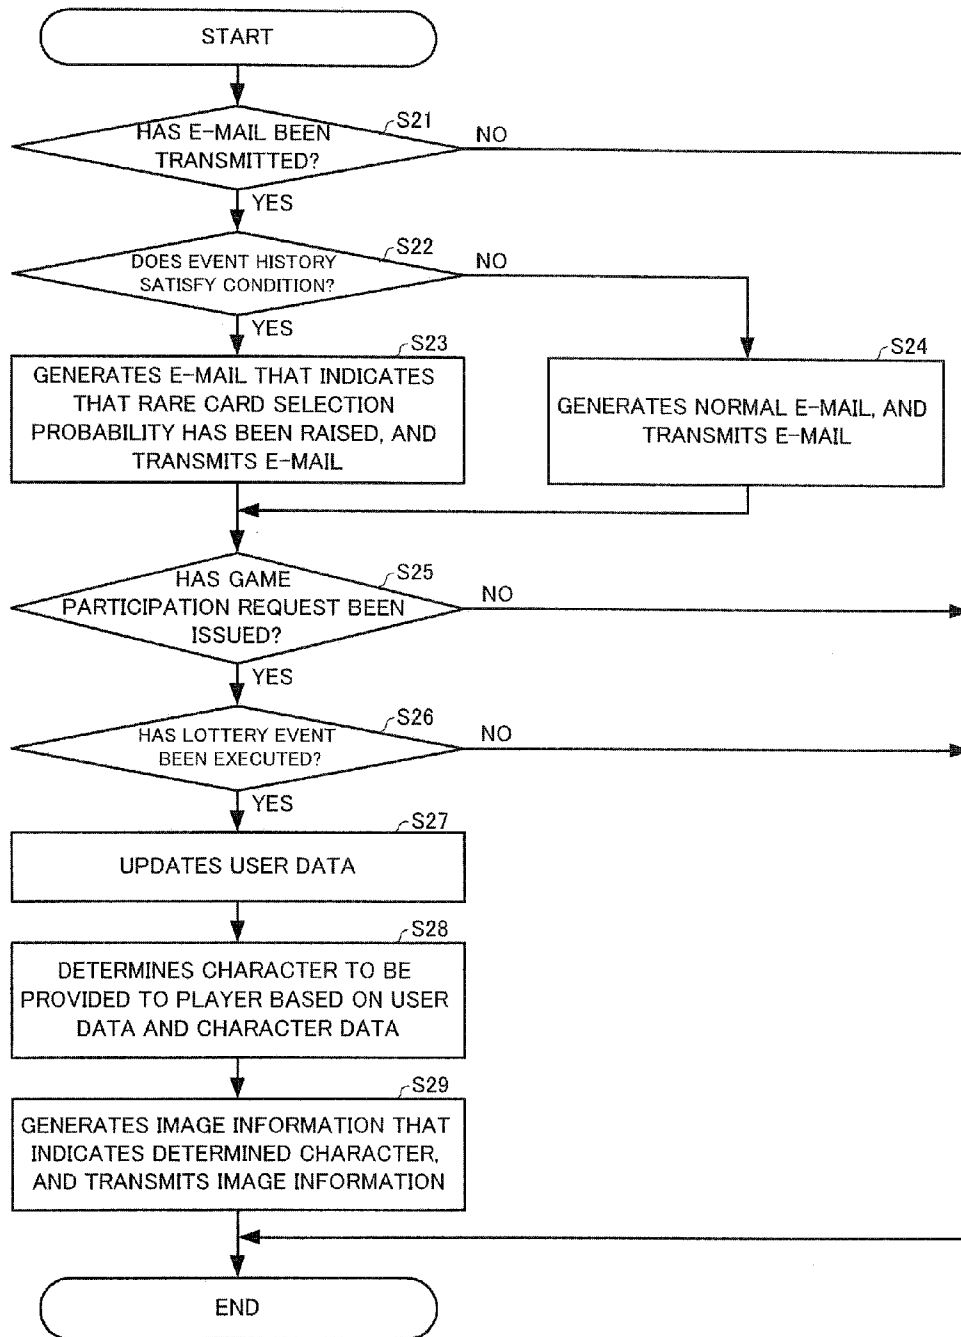 START
S21
HAS E-MAIL BEEN
TRANSMITTED?
NO
YES
S22
DOES EVENT HISTORY
SATISFY CONDITION?
NO
YES
S23
GENERATES E-MAIL THAT INDICATES
THAT RARE CARD SELECTION
PROBABILITY HAS BEEN RAISED, AND
TRANSMITS E-MAIL
S24
GENERATES NORMAL E-MAIL, AND
TRANSMITS E-MAIL
S25
HAS GAME
PARTICIPATION REQUEST BEEN
ISSUED?
NO
YES
S26
HAS LOTTERY EVENT
BEEN EXECUTED?
NO
YES
S27
UPDATES USER DATA
S28
DETERMINES CHARACTER TO BE
PROVIDED TO PLAYER BASED ON USER
DATA AND CHARACTER DATA
S29
GENERATES IMAGE INFORMATION THAT
INDICATES DETERMINED CHARACTER,
AND TRANSMITS IMAGE INFORMATION
END